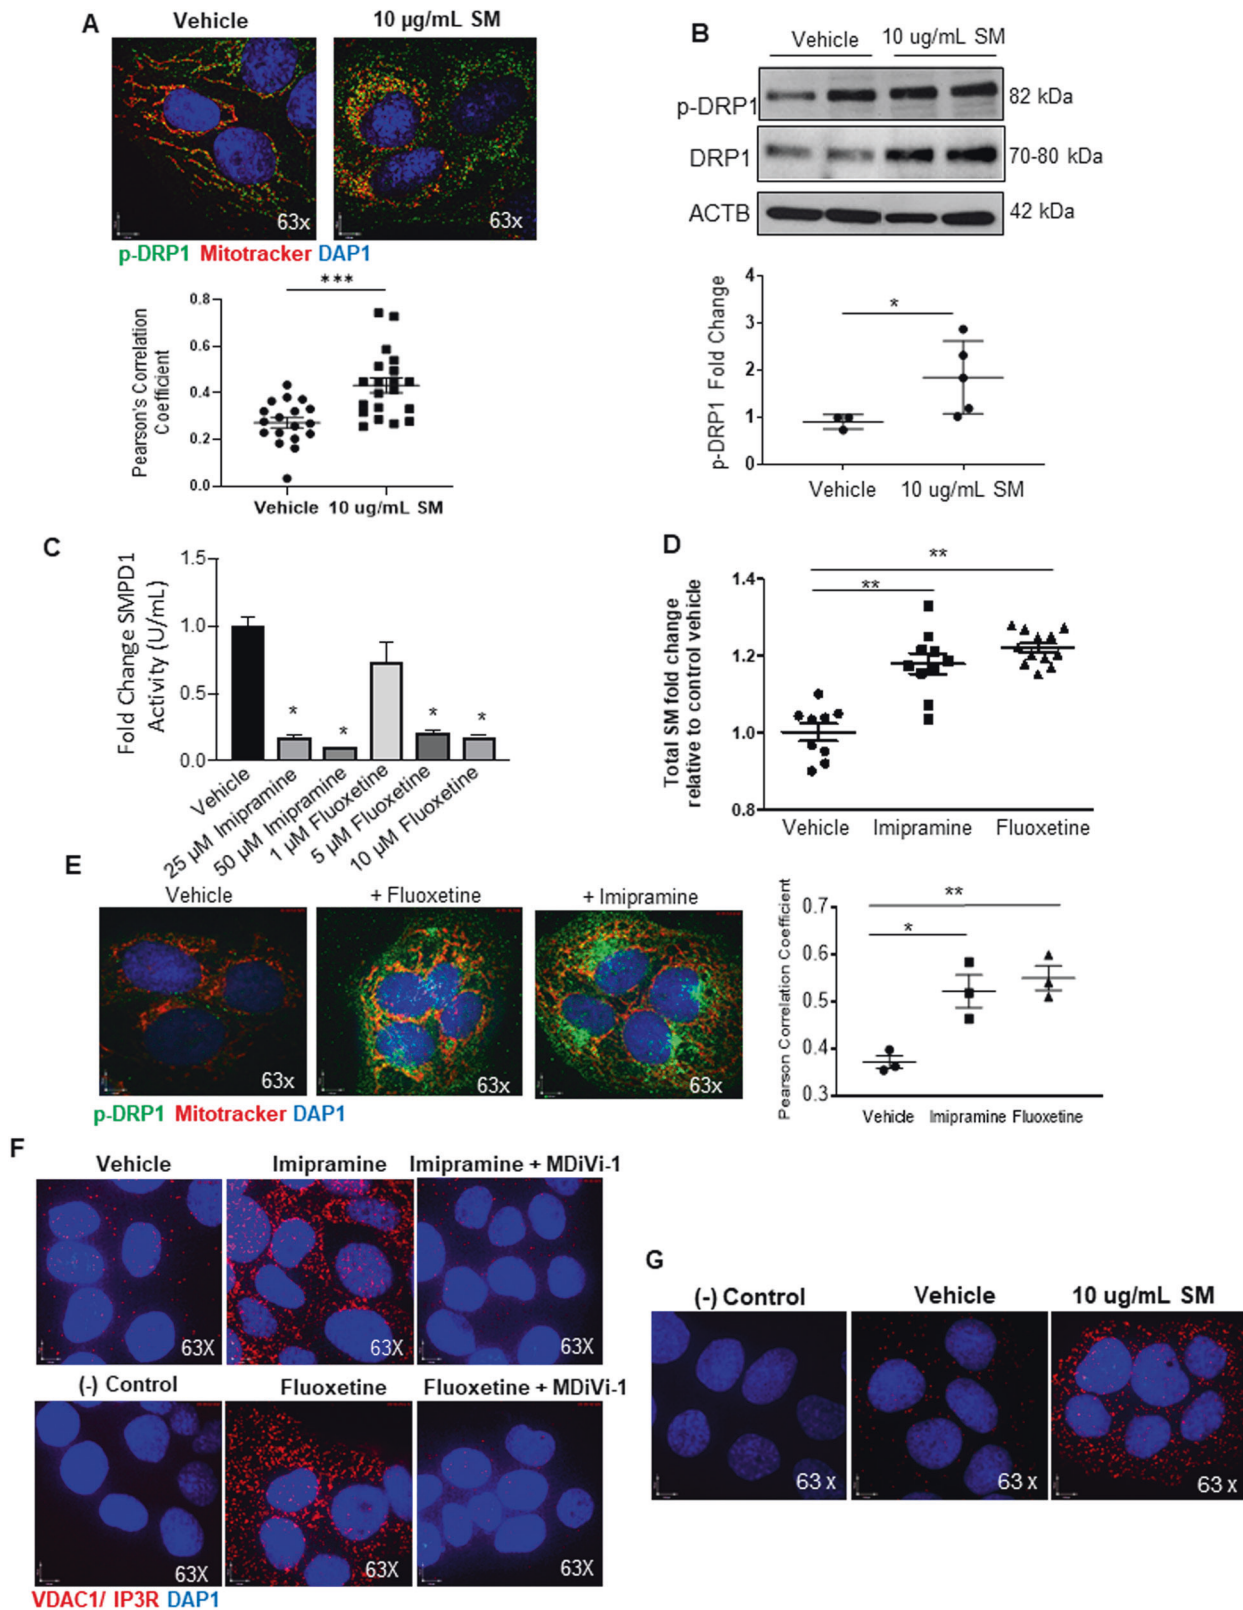 A
Vehicle
10 µg/mL SM
63x
63x
p-DRP1 Mitotracker DAP1
***
Pearson's Correlation
Coefficient
0.8
0.6
0.4
0.2
0.0
Vehicle 10 ug/mL SM
B
Vehicle
10 ug/mL SM
p-DRP1
82 kDa
DRP1
70-80 kDa
ACTB
42 kDa
p-DRP1 Fold Change
4
3
2
1
0
*
Vehicle
10 ug/mL SM
C
Fold Change SMPD1
Activity (U/mL)
1.5
1.0
0.5
0.0
*
*
*
*
Vehicle
25 µM Imipramine
50 µM Imipramine
1 µM Fluoxetine
5 µM Fluoxetine
10 µM Fluoxetine
D
Total SM fold change
relative to control vehicle
1.4
1.2
1.0
0.8
**
**
Vehicle
Imipramine
Fluoxetine
E
Vehicle
+ Fluoxetine
+ Imipramine
63x
63x
63x
p-DRP1 Mitotracker DAP1
Pearson Correlation Coefficient
0.7
0.6
0.5
0.4
0.3
**
*
Vehicle
Imipramine
Fluoxetine
F
Vehicle
Imipramine
Imipramine + MDiVi-1
63X
63X
63X
(-) Control
Fluoxetine
Fluoxetine + MDiVi-1
63X
63X
63X
VDAC1/ IP3R DAP1
G
(-) Control
Vehicle
10 ug/mL SM
63 x
63 x
63 x